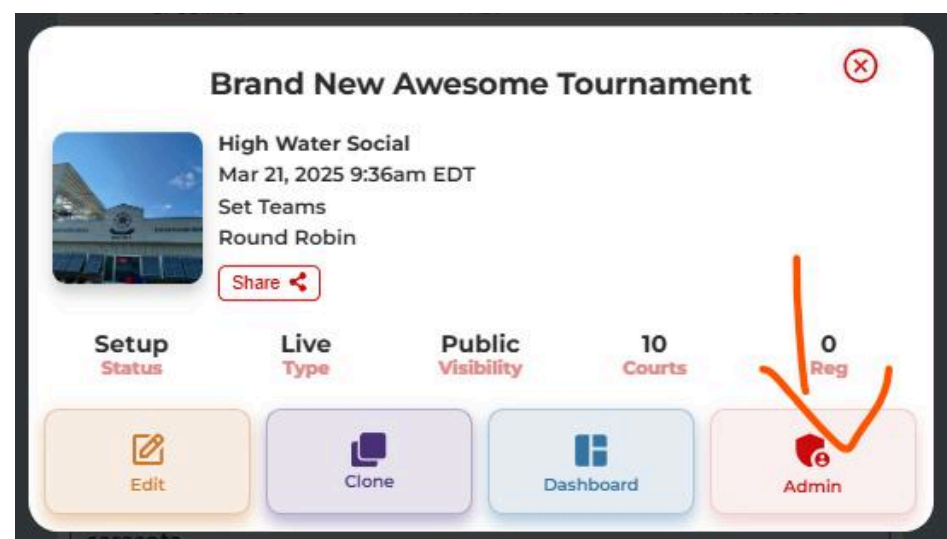 Brand New Awesome Tournament
High Water Social
Mar 21, 2025 9:36am EDT
Set Teams
Round Robin
Share
Setup Live Public 10 0
Status Type Visibility Courts Reg
Edit Clone Dashboard Admin